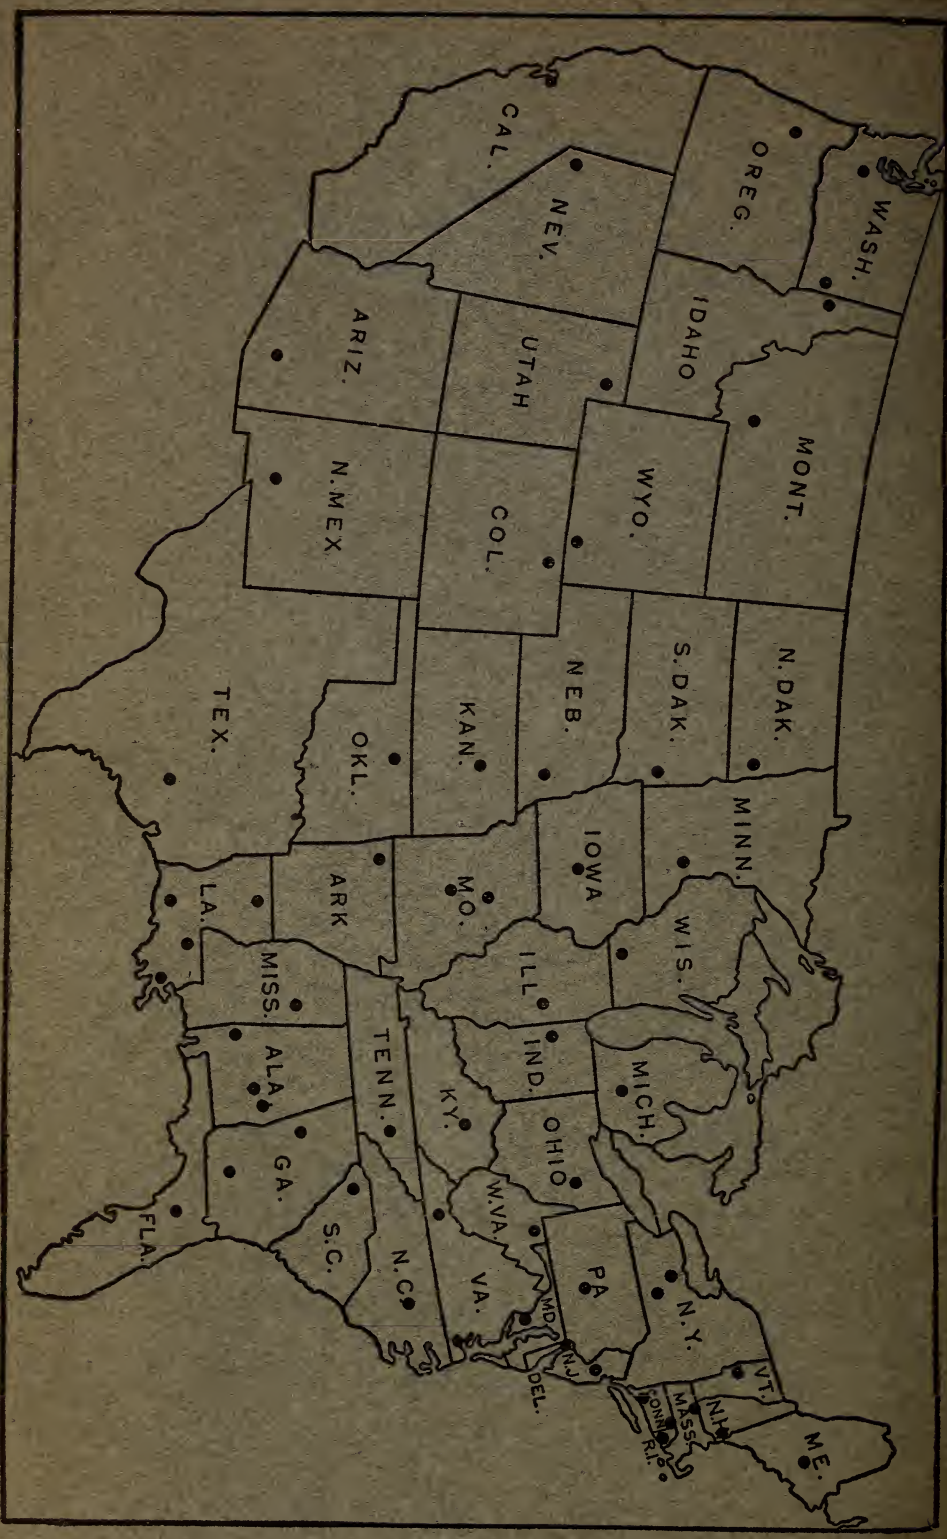 WASH.
OREG.
CAL.
NEV.
IDAHO
MONT.
WYO.
UTAH
ARIZ.
COL.
N.MEX
N.DAK.
S.DAK.
NEB.
KAN.
OKL.
TEX.
MINN.
IOWA
MO.
ARK
LA.
WIS.
ILL
MICH.
IND.
OHIO
KY.
TENN.
MISS.
ALA.
GA.
FLA.
S.C.
N.C.
VA.
W.VA.
MD.
DEL.
PA
N.J.
N.Y.
CONN.
R.I.
MASS.
VT.
N.H.
ME.